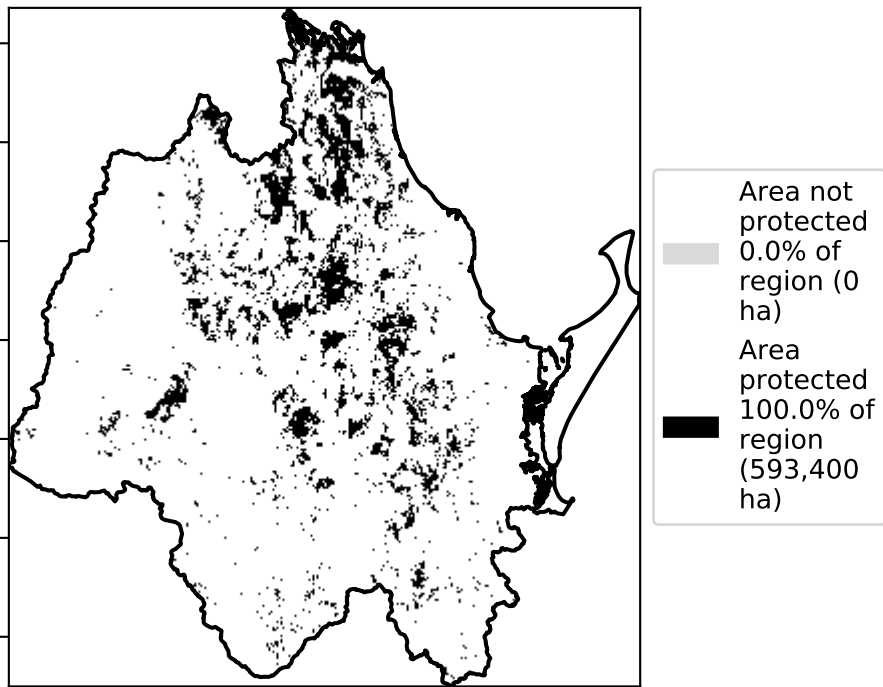 Area not
protected
0.0% of
region (0
ha)
Area
protected
100.0% of
region
(593,400
ha)